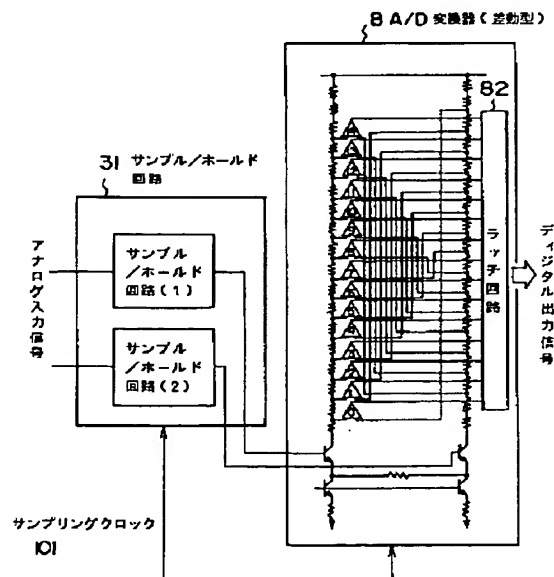 8 A/D 変換器(差動型)
82
31 サンプル/ホールド
回路
アナログ入力信号
サンプル
/ホールド
回路(1)
サンプル
/ホールド
回路(2)
ラッチ回路
ディジタル出力信号
サンプリングクロック
101